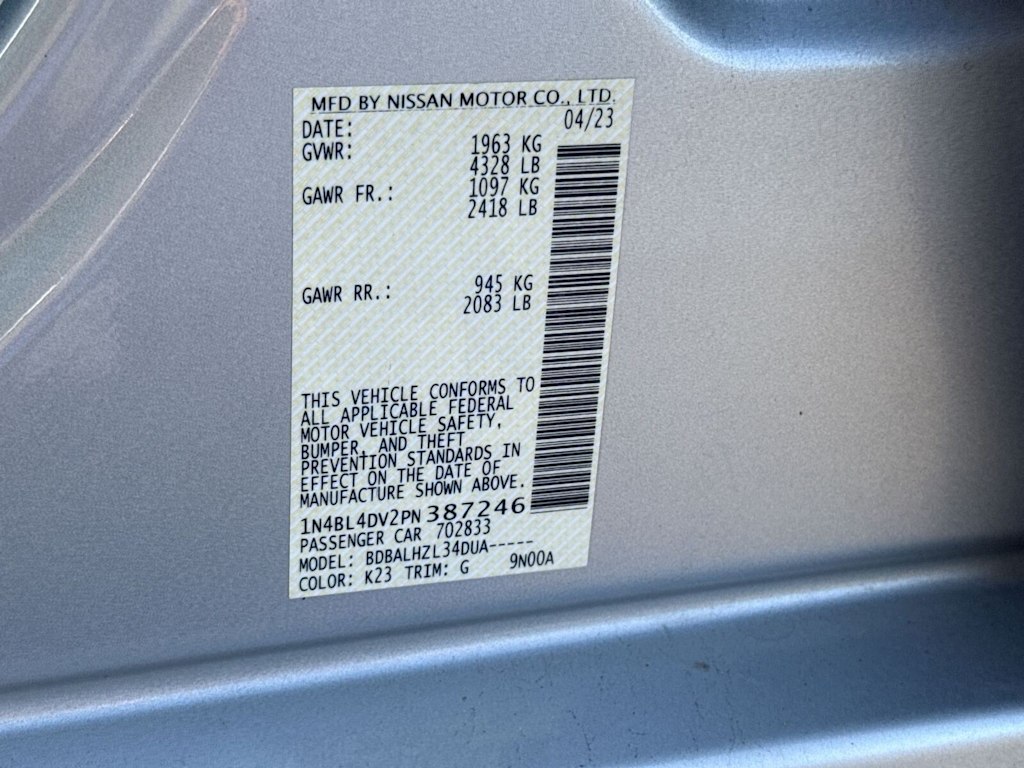 MFD BY NISSAN MOTOR CO., LTD.
DATE: 04/23
GVWR: 1963 KG
4328 LB
GAWR FR.: 1097 KG
2418 LB
GAWR RR.: 945 KG
2083 LB
THIS VEHICLE CONFORMS TO
ALL APPLICABLE FEDERAL
MOTOR VEHICLE SAFETY,
BUMPER, AND THEFT
PREVENTION STANDARDS IN
EFFECT ON THE DATE OF
MANUFACTURE SHOWN ABOVE.
1N4BL4DV2PN387246
PASSENGER CAR 702833
MODEL: BDBALHZL34DUA-----
COLOR: K23 TRIM: G 9N00A